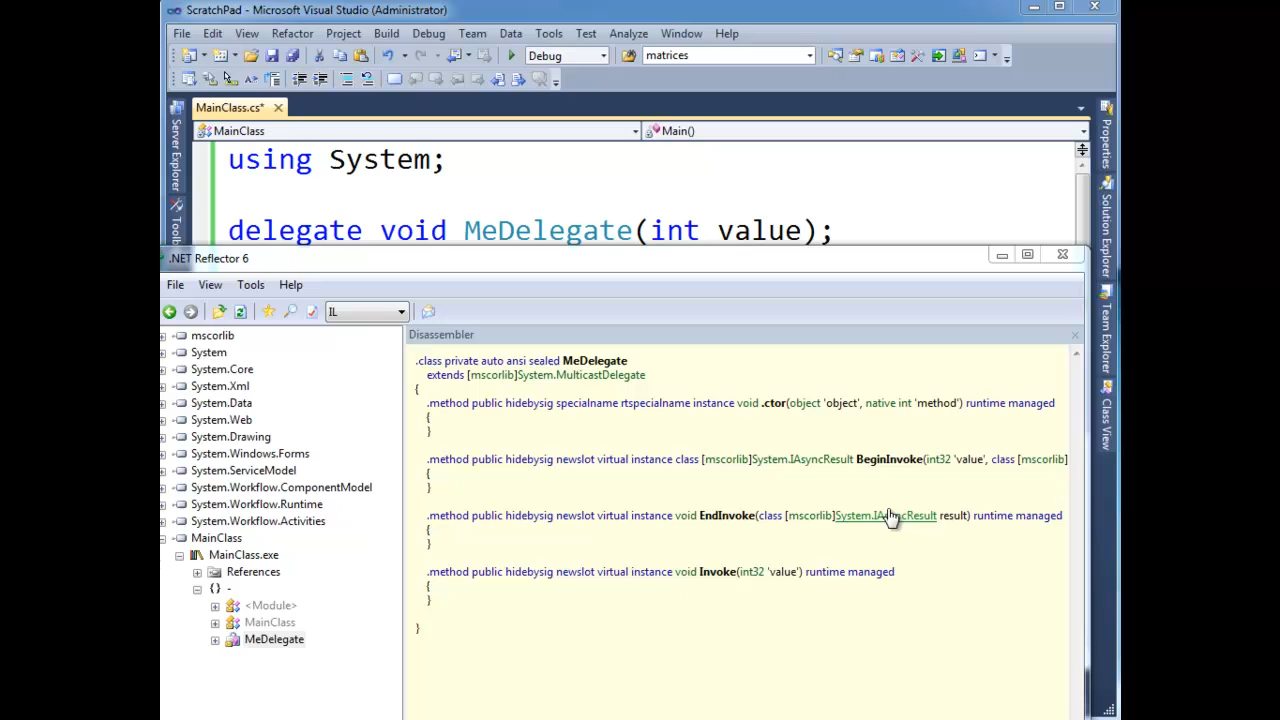 ScratchPad - Microsoft Visual Studio (Administrator)
File Edit View Refactor Project Build Debug Team Data Tools Test Analyze Window Help
Debug matrices
MainClass.cs*
MainClass Main()
Server Explorer
Properties
Solution Explorer
Team Explorer
Class View
using System;
delegate void MeDelegate(int value);
.NET Reflector 6
File View Tools Help
IL
mscorlib
System
System.Core
System.Xml
System.Data
System.Web
System.Drawing
System.Windows.Forms
System.ServiceModel
System.Workflow.ComponentModel
System.Workflow.Runtime
System.Workflow.Activities
MainClass
MainClass.exe
References
{ } -
<Module>
MainClass
MeDelegate
Disassembler
.class private auto ansi sealed MeDelegate
extends [mscorlib]System.MulticastDelegate
{
.method public hidebysig specialname rtspecialname instance void .ctor(object 'object', native int 'method') runtime managed
{
}
.method public hidebysig newslot virtual instance class [mscorlib]System.IAsyncResult BeginInvoke(int32 'value', class [mscorlib]
{
}
.method public hidebysig newslot virtual instance void EndInvoke(class [mscorlib]System.IAsyncResult result) runtime managed
{
}
.method public hidebysig newslot virtual instance void Invoke(int32 'value') runtime managed
{
}
}